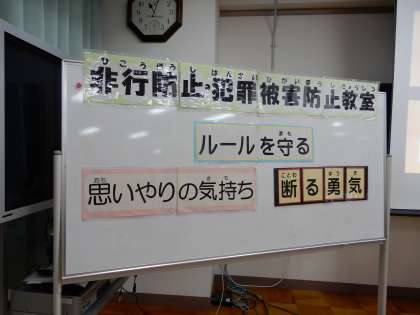 非行防止・犯罪被害防止教室
ルールを守る
思いやりの気持ち
断る勇気